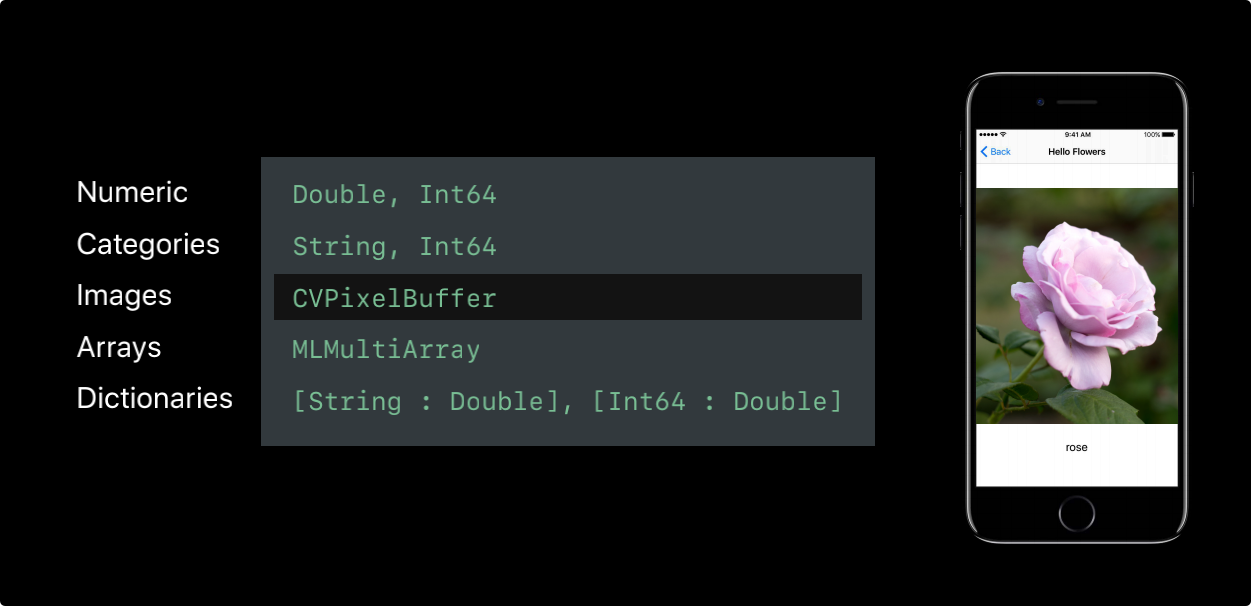 Numeric
Double, Int64
Categories
String, Int64
Images
CVPixelBuffer
Arrays
MLMultiArray
Dictionaries
[String : Double], [Int64 : Double]
9:41 AM
100%
Back
Hello Flowers
rose